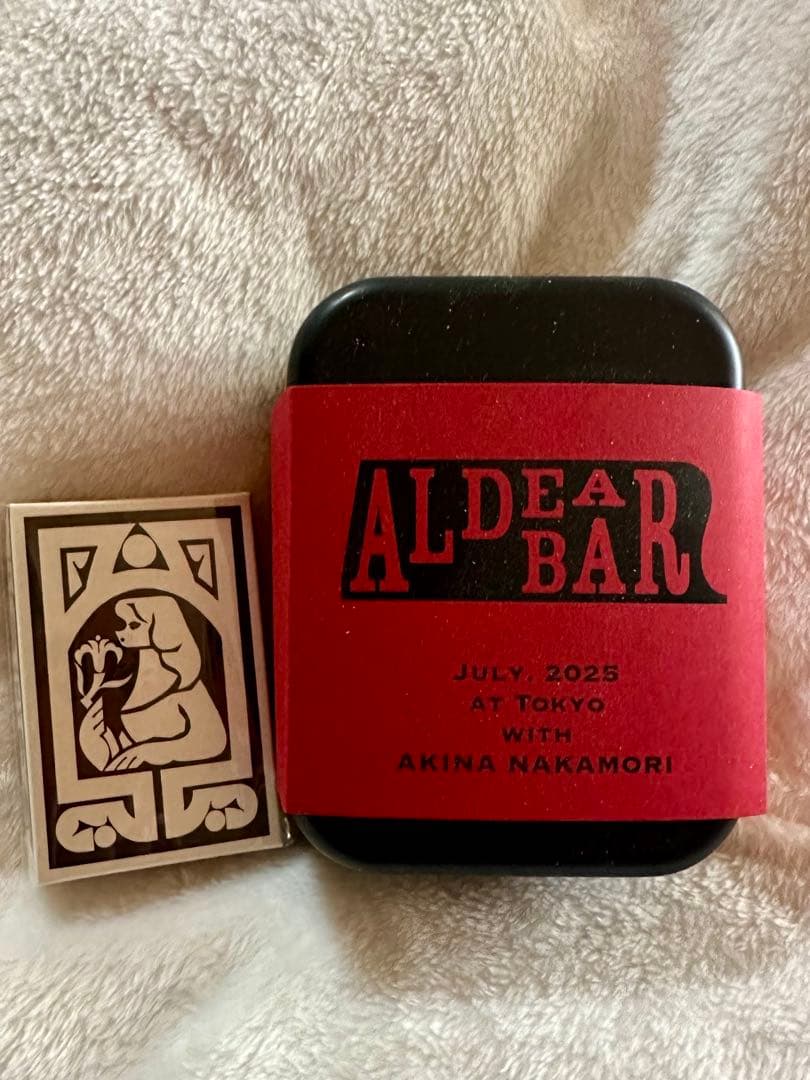 ALDEA
BAR
JULY, 2025
AT TOKYO
WITH
AKINA NAKAMORI